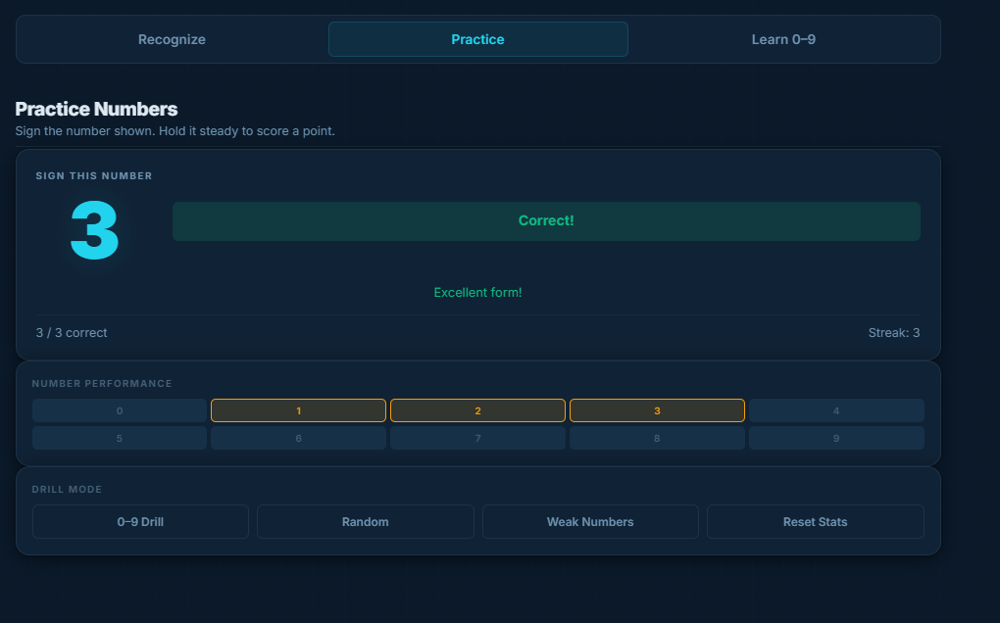 Recognize
Practice
Learn 0–9
Practice Numbers
Sign the number shown. Hold it steady to score a point.
SIGN THIS NUMBER
3
Correct!
Excellent form!
3 / 3 correct
Streak: 3
NUMBER PERFORMANCE
0
1
2
3
4
5
6
7
8
9
DRILL MODE
0–9 Drill
Random
Weak Numbers
Reset Stats